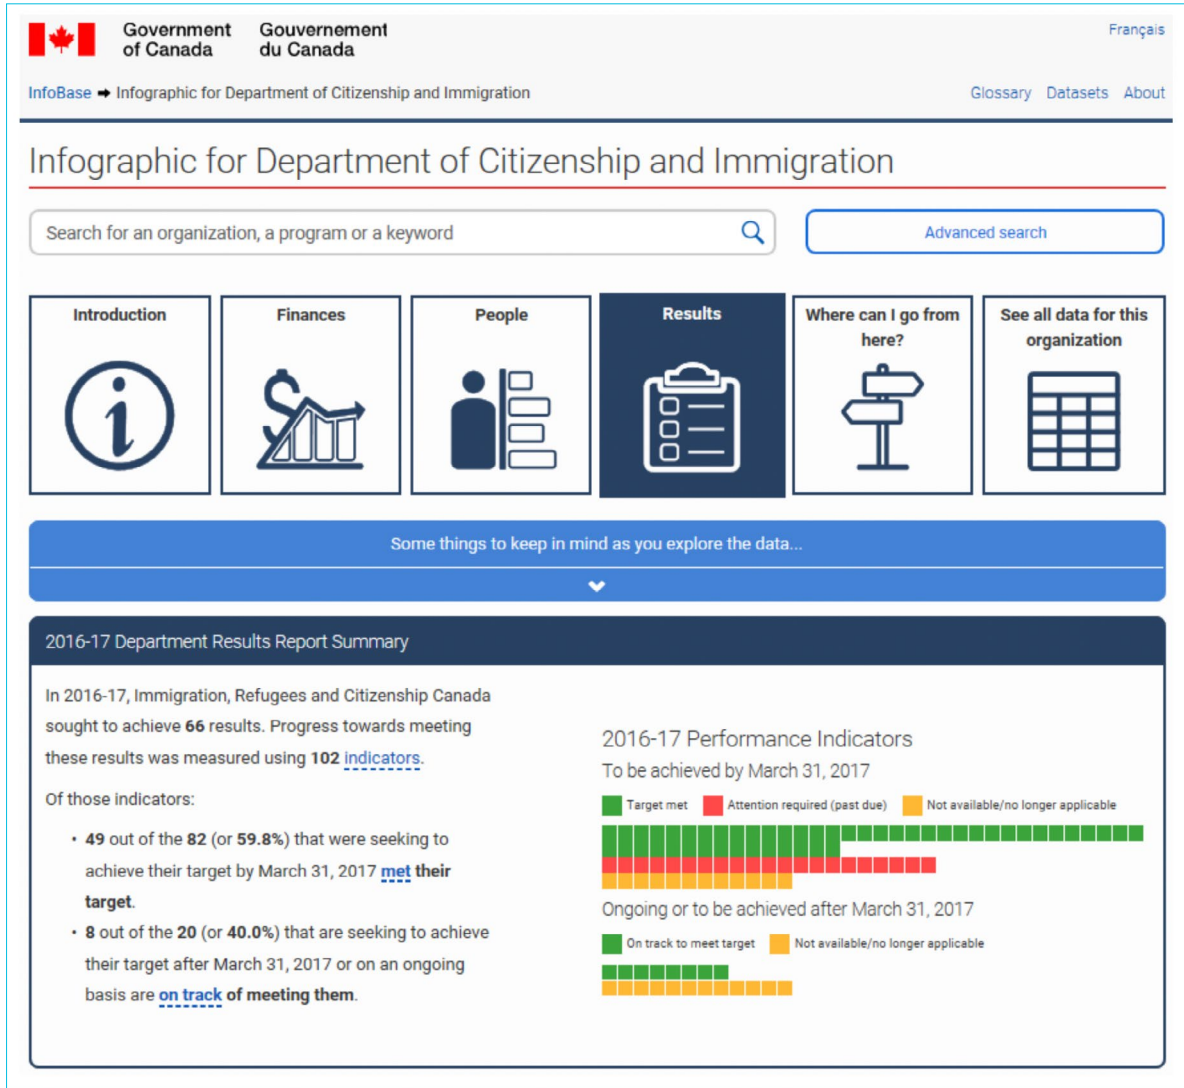 Government of Canada
Gouvernement du Canada
Français
InfoBase ➡ Infographic for Department of Citizenship and Immigration
Glossary Datasets About
Infographic for Department of Citizenship and Immigration
Search for an organization, a program or a keyword
Advanced search
Introduction
Finances
People
Results
Where can I go from here?
See all data for this organization
Some things to keep in mind as you explore the data...
2016-17 Department Results Report Summary
In 2016-17, Immigration, Refugees and Citizenship Canada
sought to achieve 66 results. Progress towards meeting
these results was measured using 102 indicators.
Of those indicators:
• 49 out of the 82 (or 59.8%) that were seeking to
achieve their target by March 31, 2017 met their
target.
• 8 out of the 20 (or 40.0%) that are seeking to achieve
their target after March 31, 2017 or on an ongoing
basis are on track of meeting them.
2016-17 Performance Indicators
To be achieved by March 31, 2017
Target met Attention required (past due) Not available/no longer applicable
Ongoing or to be achieved after March 31, 2017
On track to meet target Not available/no longer applicable